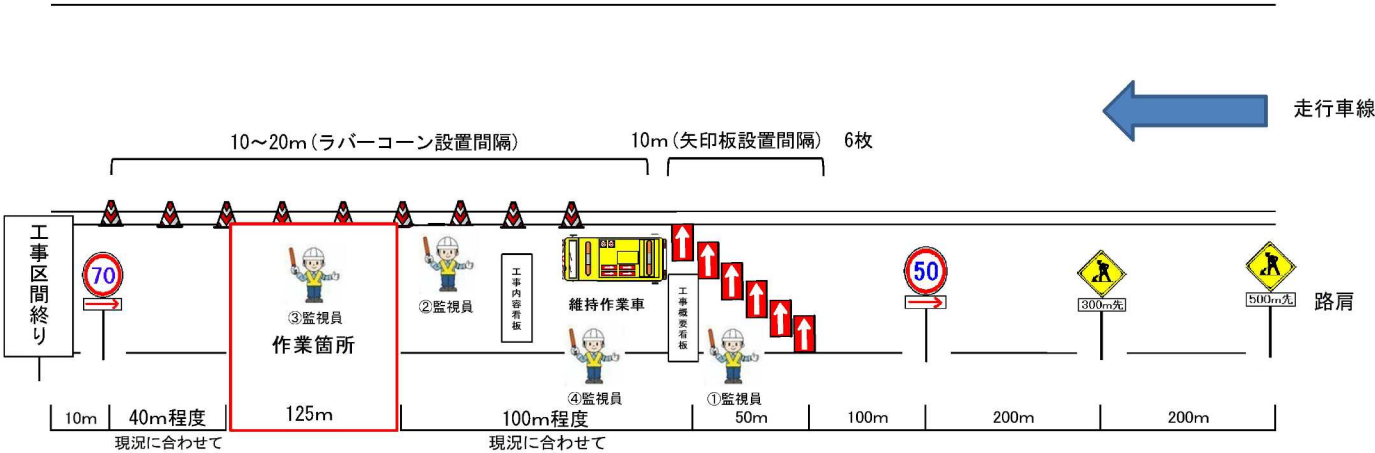 走行車線
10～20m(ラバーコーン設置間隔)
10m(矢印板設置間隔) 6枚
工事区間終り
70
③監視員
作業箇所
②監視員
工事内容看板
維持作業車
④監視員
工事概要看板
①監視員
50
300m先
500m先
路肩
10m
40m程度
125m
100m程度
50m
100m
200m
200m
現況に合わせて
現況に合わせて